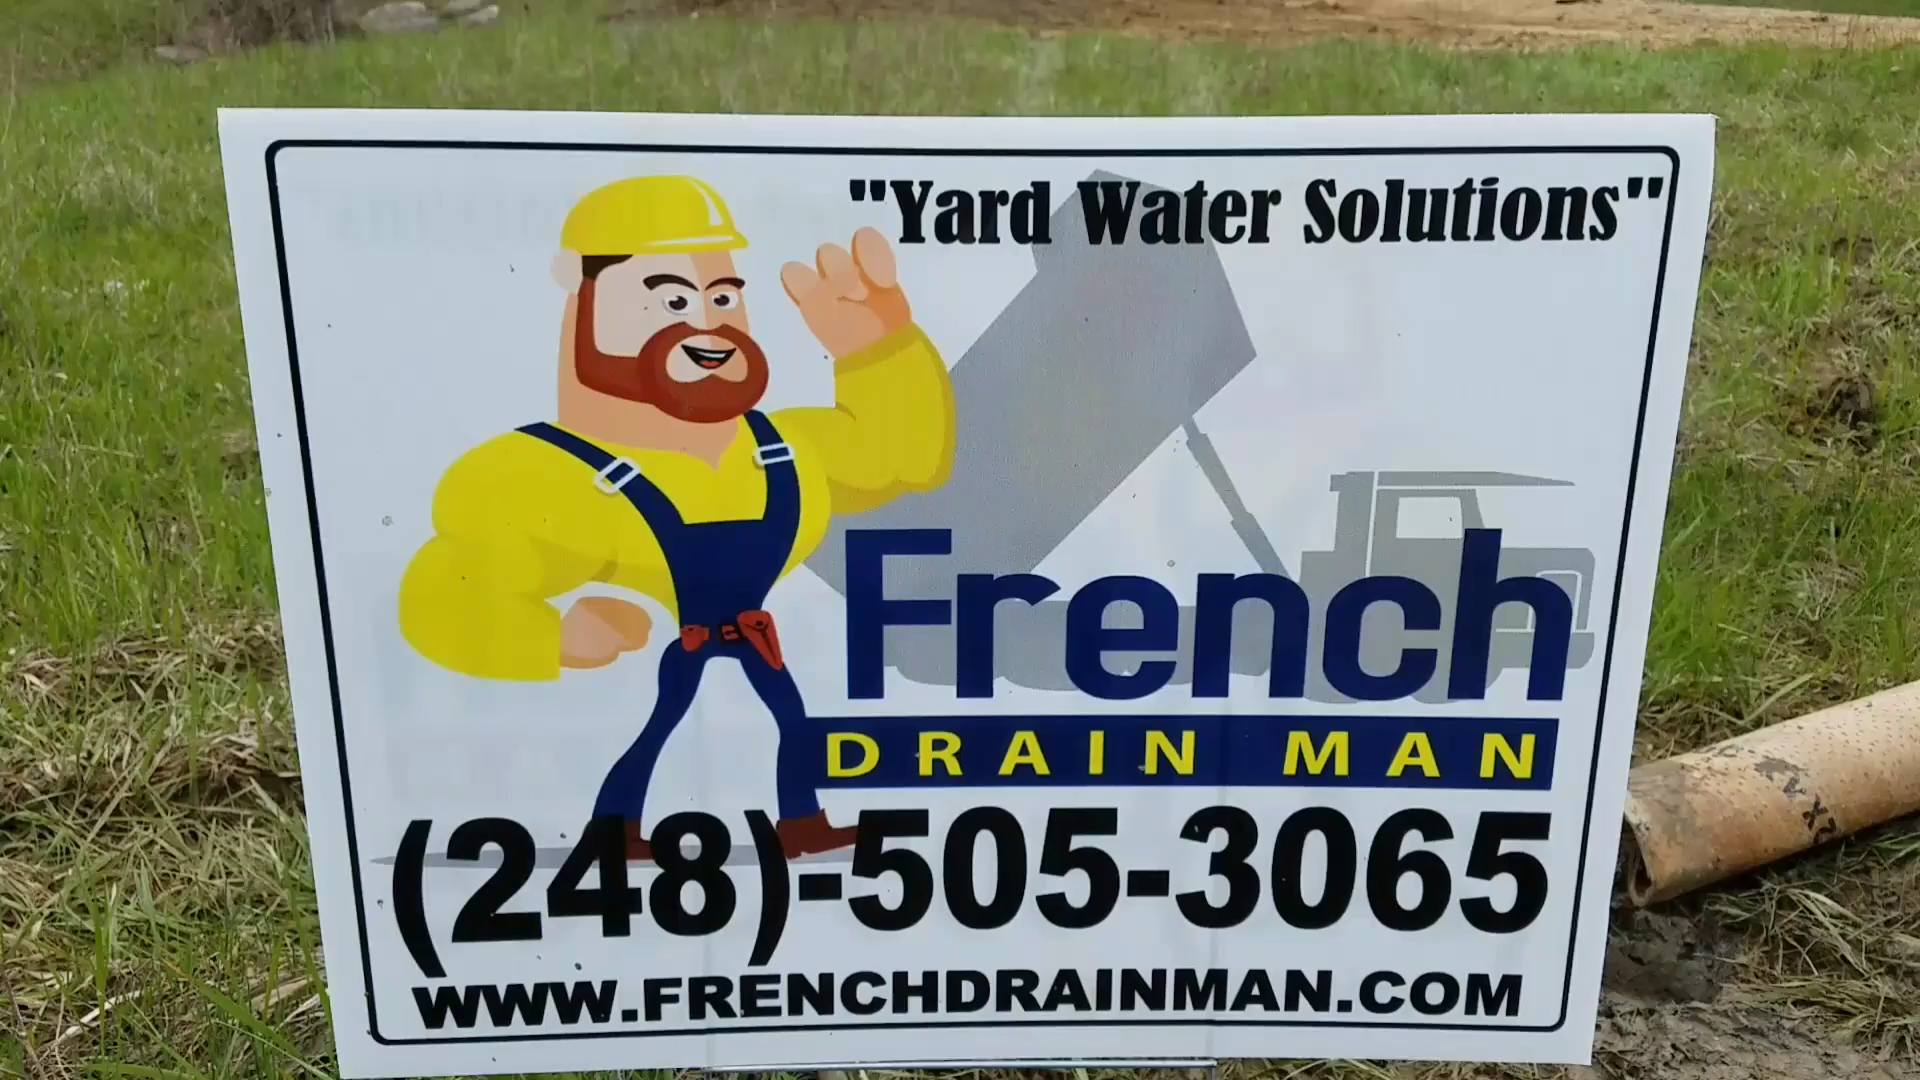 "Yard Water Solutions"
French
DRAIN MAN
(248)-505-3065
WWW.FRENCHDRAINMAN.COM